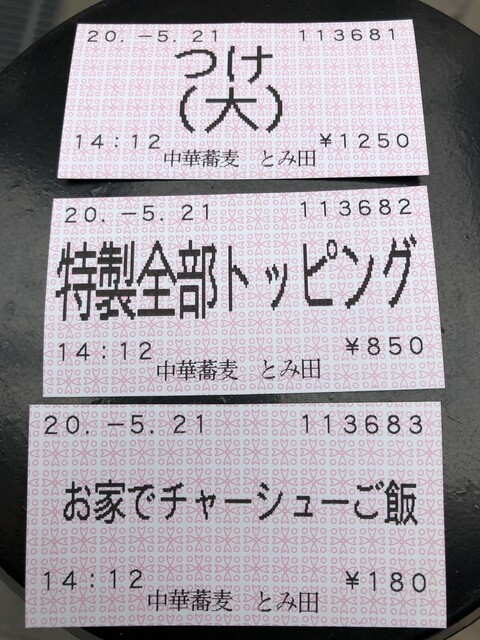 20.-5.21 113681
つけ
(大)
14:12 ¥1250
中華蕎麦 とみ田
20.-5.21 113682
特製全部トッピング
14:12 ¥850
中華蕎麦 とみ田
20.-5.21 113683
お家でチャーシューご飯
14:12 ¥180
中華蕎麦 とみ田